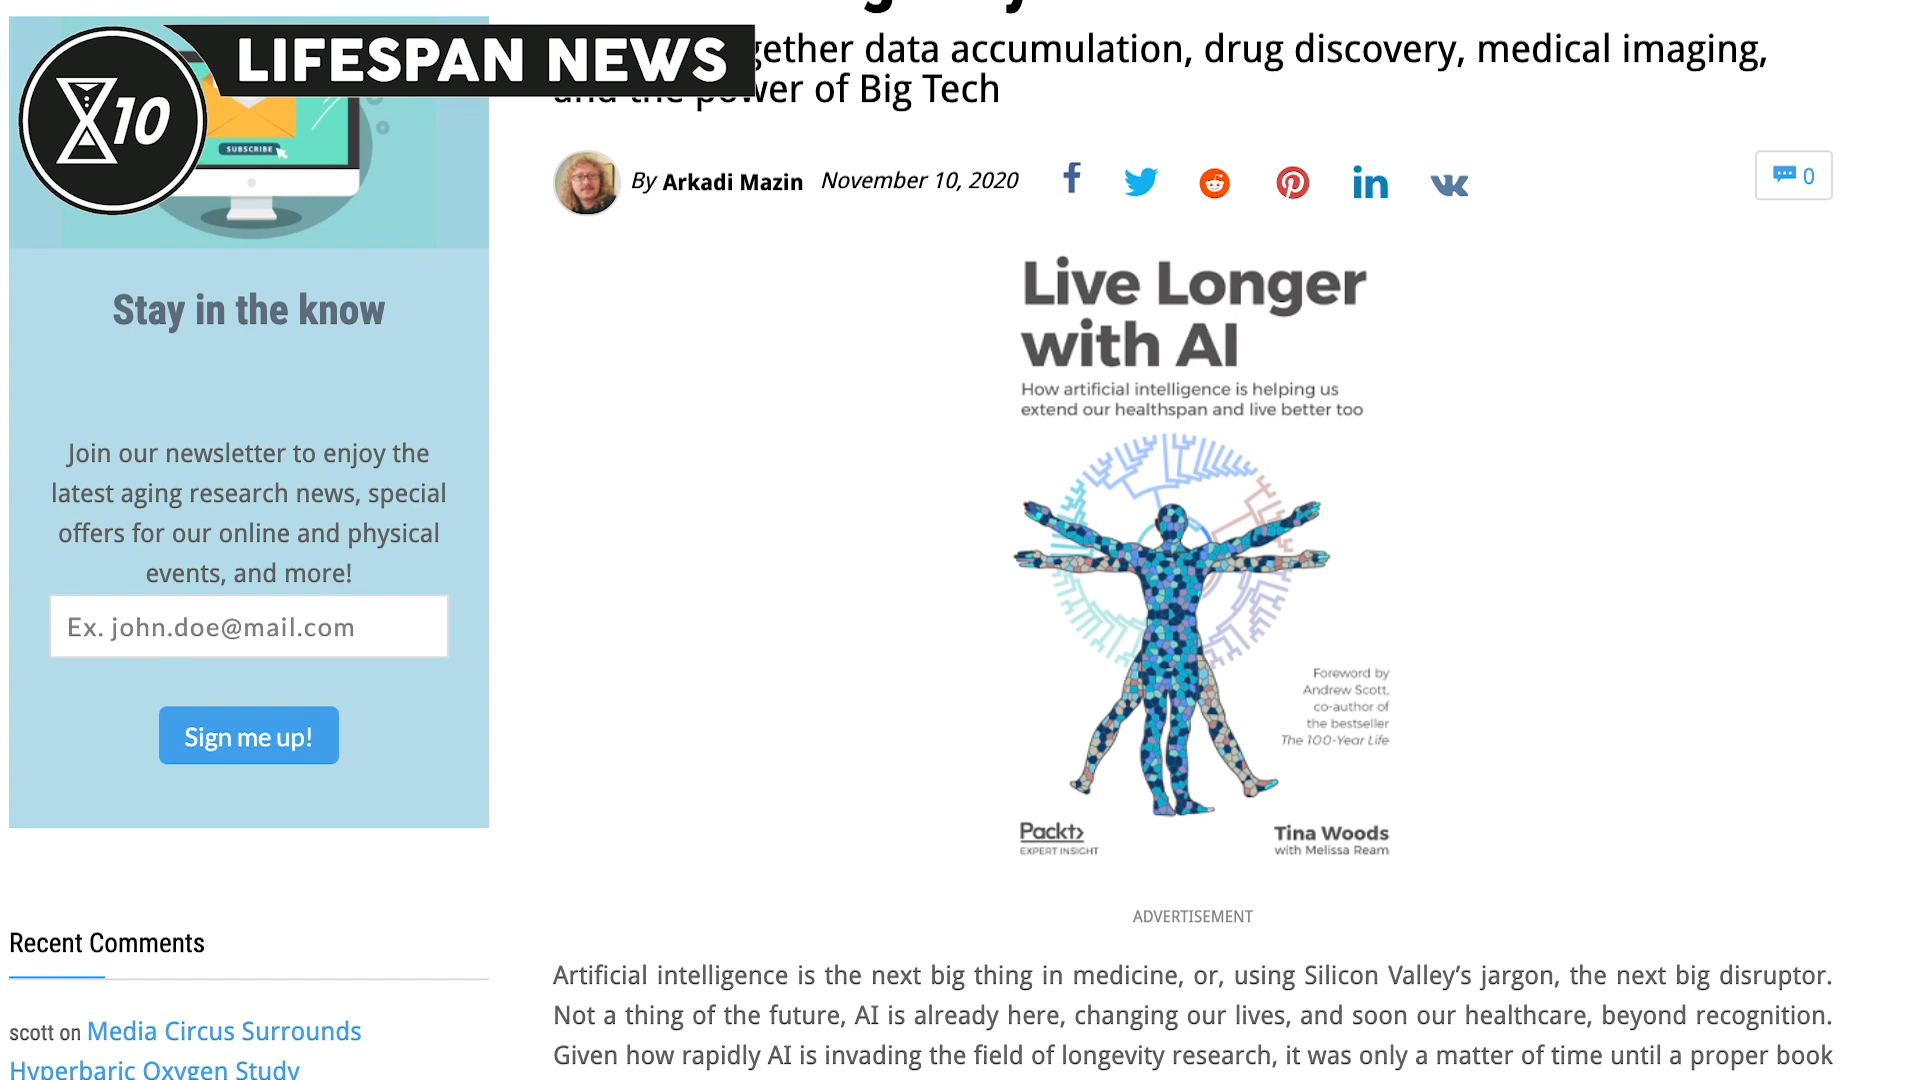 LIFESPAN NEWS
X10
gether data accumulation, drug discovery, medical imaging,
and the power of Big Tech
SUBSCRIBE
By Arkadi Mazin November 10, 2020
0
Stay in the know
Join our newsletter to enjoy the
latest aging research news, special
offers for our online and physical
events, and more!
Ex. john.doe@mail.com
Sign me up!
Recent Comments
scott on Media Circus Surrounds
Hyperbaric Oxygen Study
Live Longer
with AI
How artificial intelligence is helping us
extend our healthspan and live better too
Foreword by
Andrew Scott,
co-author of
the bestseller
The 100-Year Life
Packt>
EXPERT INSIGHT
Tina Woods
with Melissa Ream
ADVERTISEMENT
Artificial intelligence is the next big thing in medicine, or, using Silicon Valley’s jargon, the next big disruptor.
Not a thing of the future, AI is already here, changing our lives, and soon our healthcare, beyond recognition.
Given how rapidly AI is invading the field of longevity research, it was only a matter of time until a proper book